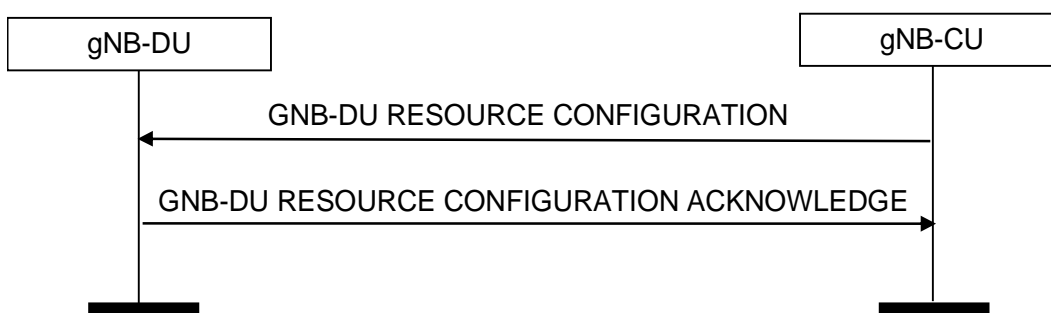 gNB-DU
gNB-CU
GNB-DU RESOURCE CONFIGURATION
GNB-DU RESOURCE CONFIGURATION ACKNOWLEDGE